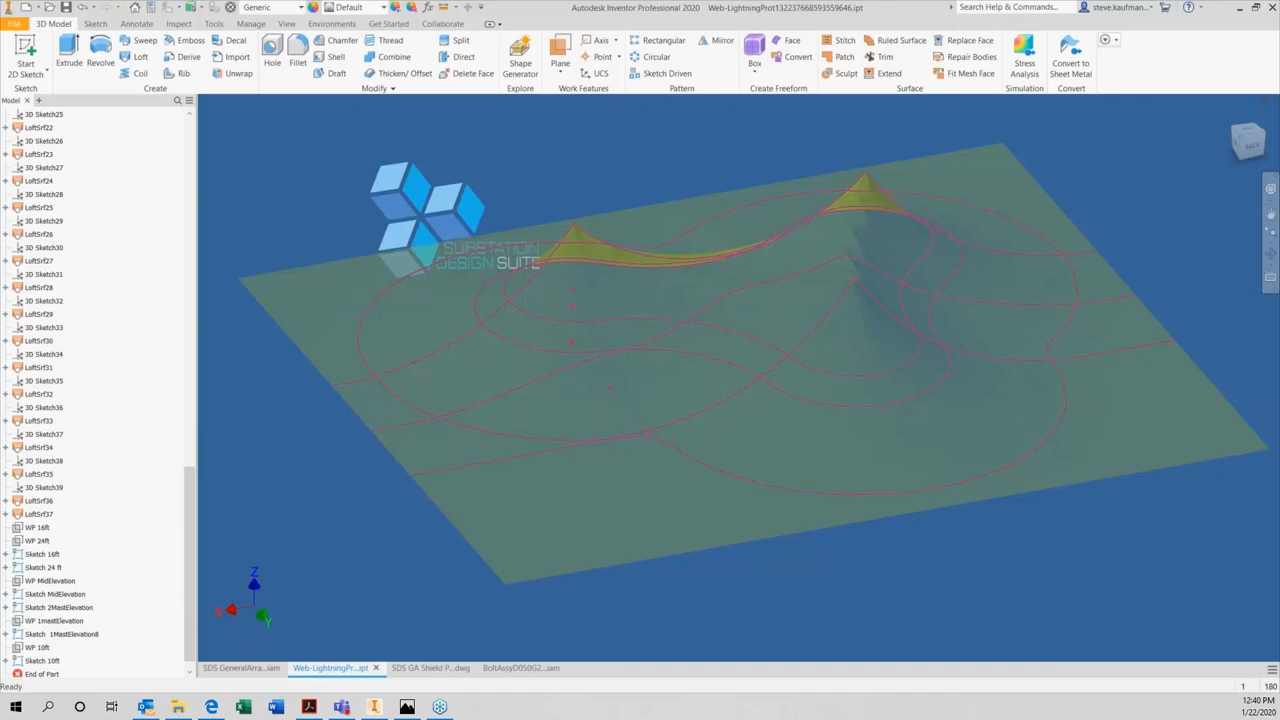 Generic
Default
Autodesk Inventor Professional 2020
Web-LightningProt132237668593559646.ipt
Search Help & Commands...
steve.kaufman...
File
3D Model
Sketch
Annotate
Inspect
Tools
Manage
View
Environments
Get Started
Collaborate
Start
2D Sketch
Extrude
Revolve
Sweep
Emboss
Decal
Loft
Derive
Import
Coil
Rib
Unwrap
Hole
Fillet
Chamfer
Thread
Split
Shell
Combine
Direct
Draft
Thicken/ Offset
Delete Face
Shape
Generator
Plane
Axis
Point
UCS
Rectangular
Mirror
Circular
Sketch Driven
Box
Face
Convert
Stitch
Ruled Surface
Replace Face
Patch
Trim
Repair Bodies
Sculpt
Extend
Fit Mesh Face
Stress
Analysis
Convert to
Sheet Metal
Sketch
Create
Modify
Explore
Work Features
Pattern
Create Freeform
Surface
Simulation
Convert
Model
3D Sketch25
LoftSrf22
3D Sketch26
LoftSrf23
3D Sketch27
LoftSrf24
3D Sketch28
LoftSrf25
3D Sketch29
LoftSrf26
3D Sketch30
LoftSrf27
3D Sketch31
LoftSrf28
3D Sketch32
LoftSrf29
3D Sketch33
LoftSrf30
3D Sketch34
LoftSrf31
3D Sketch35
LoftSrf32
3D Sketch36
LoftSrf33
3D Sketch37
LoftSrf34
3D Sketch38
LoftSrf35
3D Sketch39
LoftSrf36
LoftSrf37
WP 16ft
WP 24ft
Sketch 16ft
Sketch 24 ft
WP MidElevation
Sketch MidElevation
Sketch 2MastElevation
WP 1mastElevation
Sketch 1MastElevation8
WP 10ft
Sketch 10ft
End of Part
SUBSTATION
DESIGN SUITE
BACK
Z
X
Y
SDS GeneralArra...iam
Web-LightningPr...ipt
SDS GA Shield P...dwg
BoltAssyD050G2...iam
Ready
1
180
12:40 PM
1/22/2020